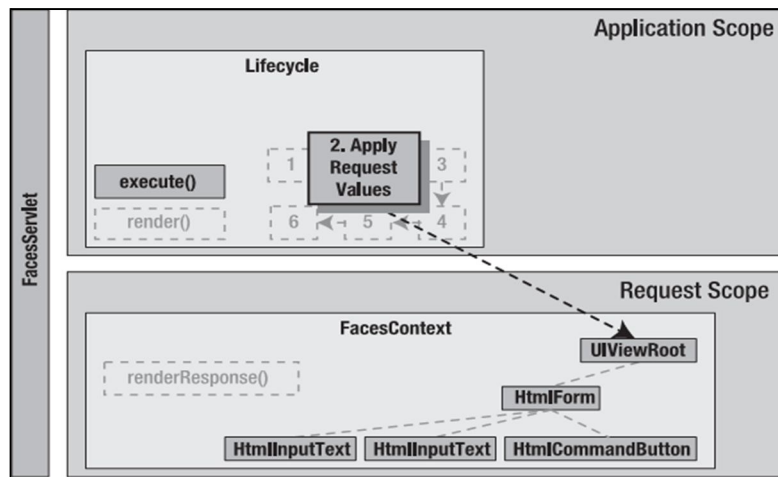 FacesServlet
Application Scope
Lifecycle
1
2. Apply
Request
Values
3
execute()
render()
6
5
4
Request Scope
FacesContext
UIViewRoot
renderResponse()
HtmlForm
HtmlInputText
HtmlInputText
HtmlCommandButton